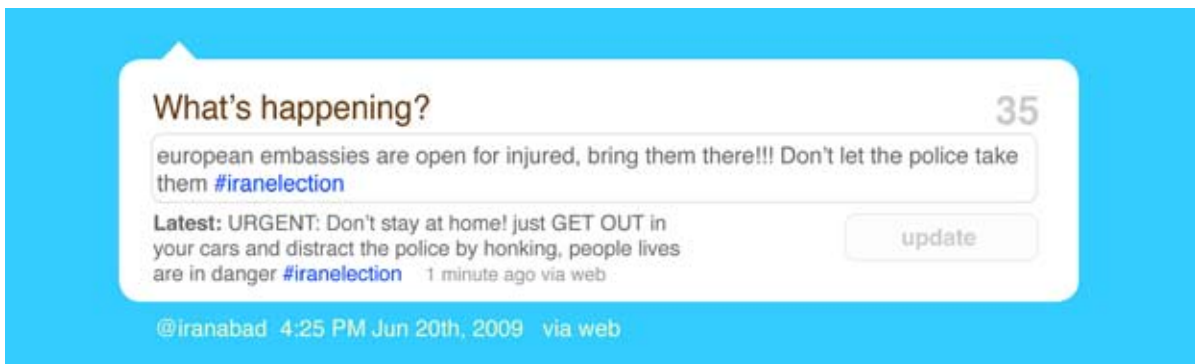 What's happening?
35
european embassies are open for injured, bring them there!!! Don't let the police take
them #iranelection
Latest: URGENT: Don't stay at home! just GET OUT in
your cars and distract the police by honking, people lives
are in danger #iranelection 1 minute ago via web
update
@iranabad 4:25 PM Jun 20th, 2009 via web